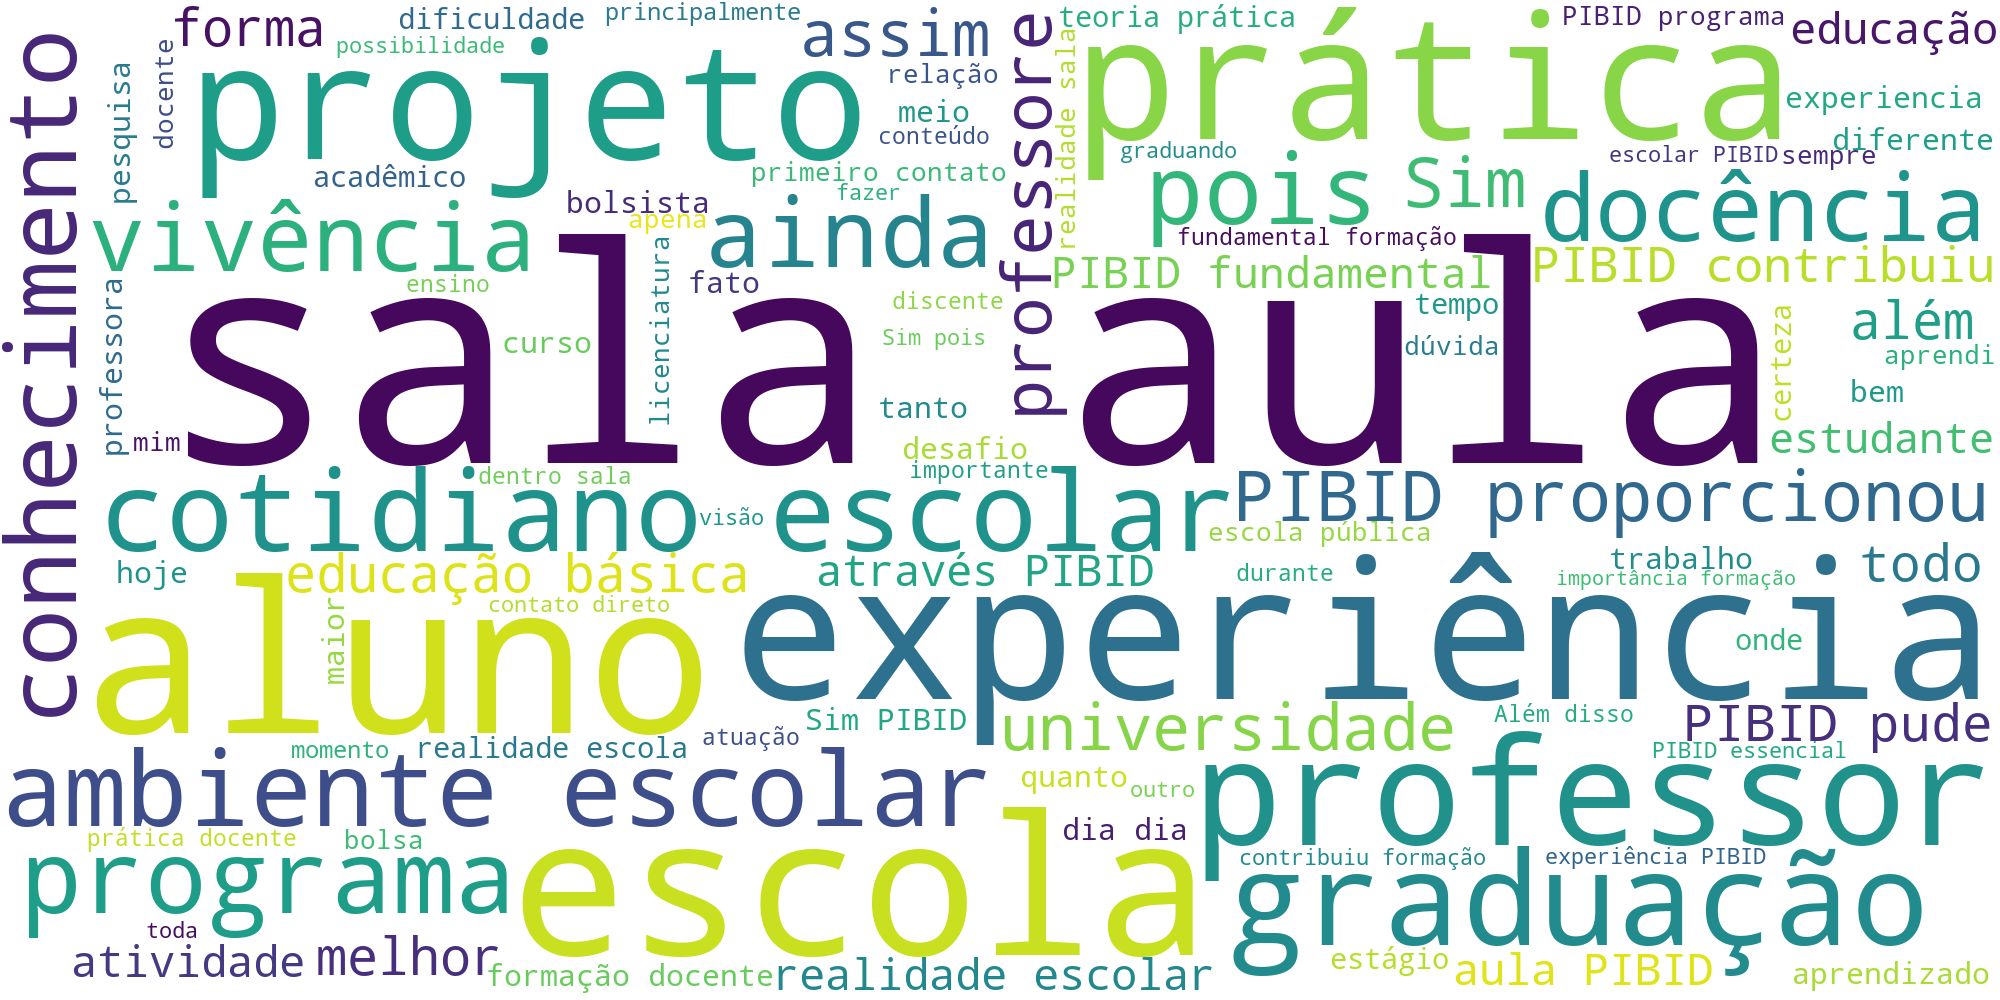 conhecimento
forma
dificuldade
principalmente
possibilidade
assim
docente
pesquisa
projeto
relação
meio
conteúdo
acadêmico
primeiro contato
fazer
bolsista
apena
vivência
ainda
professore
realidade sala
teoria prática
PIBID programa
educação
prática
experiencia
diferente
graduando
escolar PIBID
sempre
pois
Sim
docência
fundamental formação
PIBID fundamental
PIBID contribuiu
professora
ensino
licenciatura
fato
discente
curso
Sim pois
tempo
dúvida
certeza
além
aprendi
sala aula
tanto
bem
mim
desafio
estudante
dentro sala
importante
cotidiano escolar
visão
PIBID proporcionou
escola pública
hoje
educação básica
através PIBID
durante
trabalho
todo
importância formação
contato direto
maior
aluno
experiência
onde
Sim PIBID
universidade
Além disso
PIBID pude
momento
realidade escola
atuação
PIBID essencial
ambiente escolar
quanto
outro
professor
dia dia
prática docente
bolsa
programa
escola
contribuiu formação
experiência PIBID
graduação
toda
atividade
melhor
formação docente
realidade escolar
estágio
aula PIBID
aprendizado